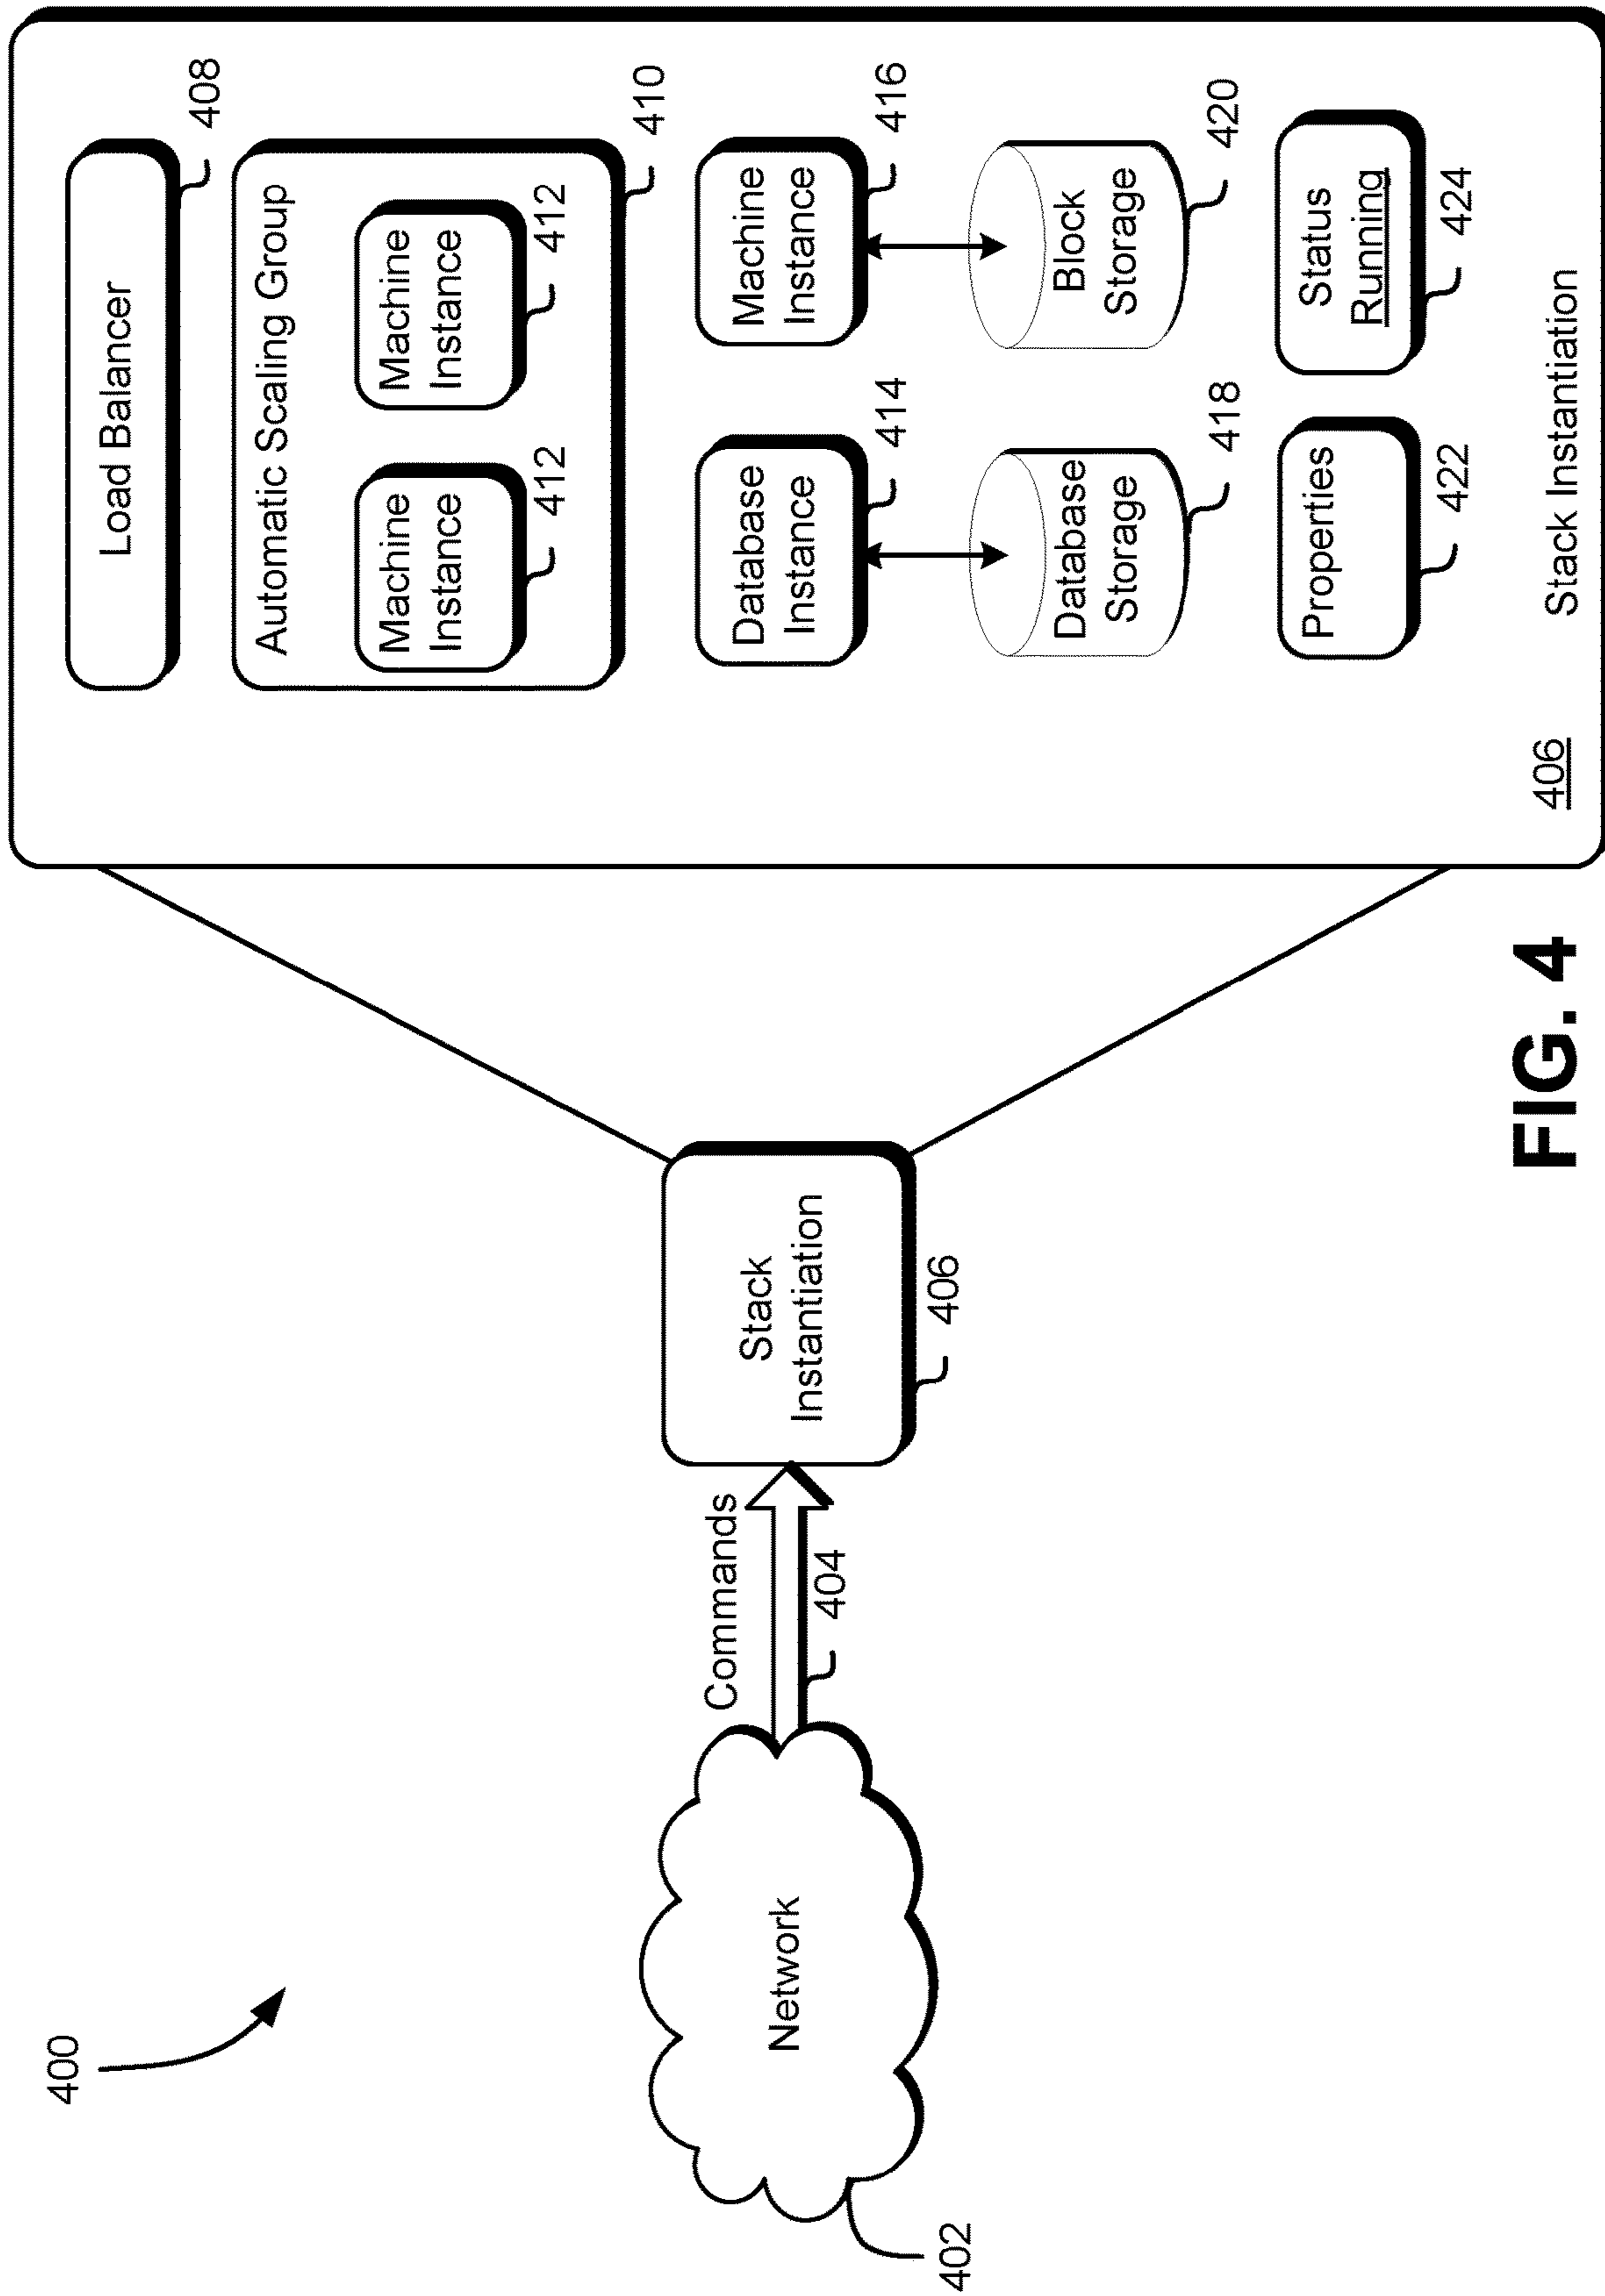 400
402
Network
Commands
404
Stack
Instantiation
406
Load Balancer
408
Automatic Scaling Group
Machine
Instance
412
Machine
Instance
412
410
Database
Instance
414
Machine
Instance
416
Database
Storage
418
Block
Storage
420
Properties
422
Status
Running
424
406
Stack Instantiation
FIG. 4